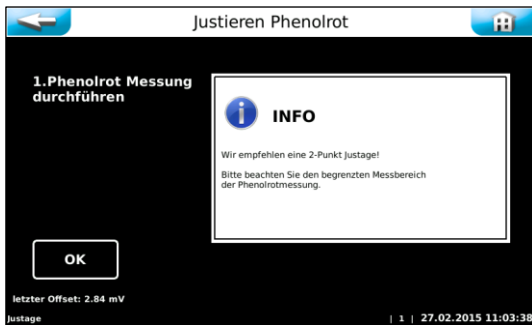 Justieren Phenolrot
1.Phenolrot Messung
durchführen
INFO
Wir empfehlen eine 2-Punkt Justage!
Bitte beachten Sie den begrenzten Messbereich
der Phenolrotmessung.
OK
letzter Offset: 2.84 mV
Justage
| 1 | 27.02.2015 11:03:38